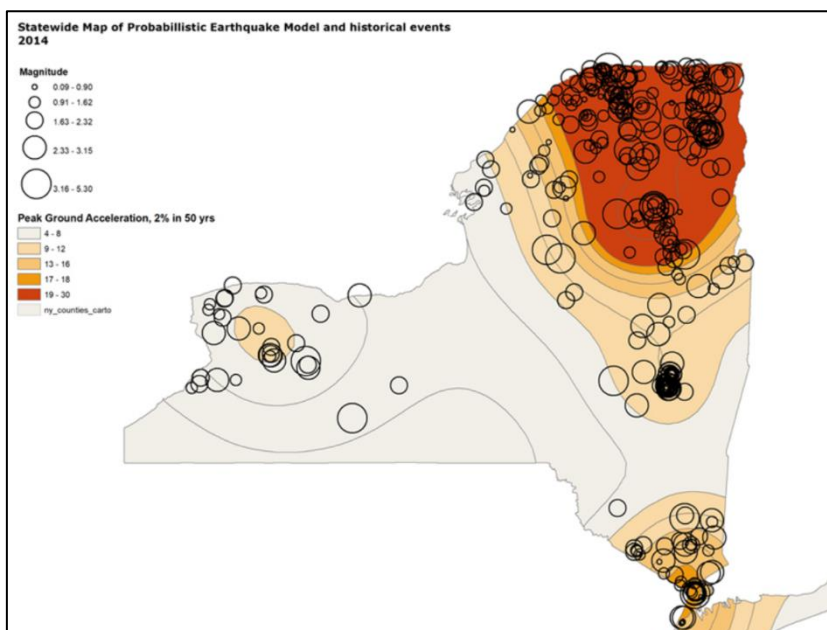 Statewide Map of Probabillistic Earthquake Model and historical events
2014
Magnitude
0.09 - 0.90
0.91 - 1.62
1.63 - 2.32
2.33 - 3.15
3.16 - 5.30
Peak Ground Acceleration, 2% in 50 yrs
4 - 8
9 - 12
13 - 16
17 - 18
19 - 30
ny_counties_carto